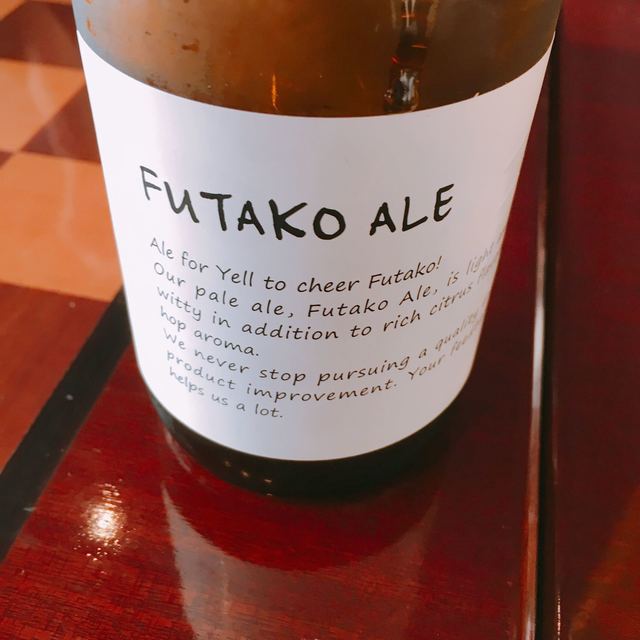 FUTAKO ALE
Ale for Yell to cheer Futako!
Our pale ale, Futako Ale, is light
witty in addition to rich citrus
hop aroma.
We never stop pursuing a quality
product improvement. Your
helps us a lot.